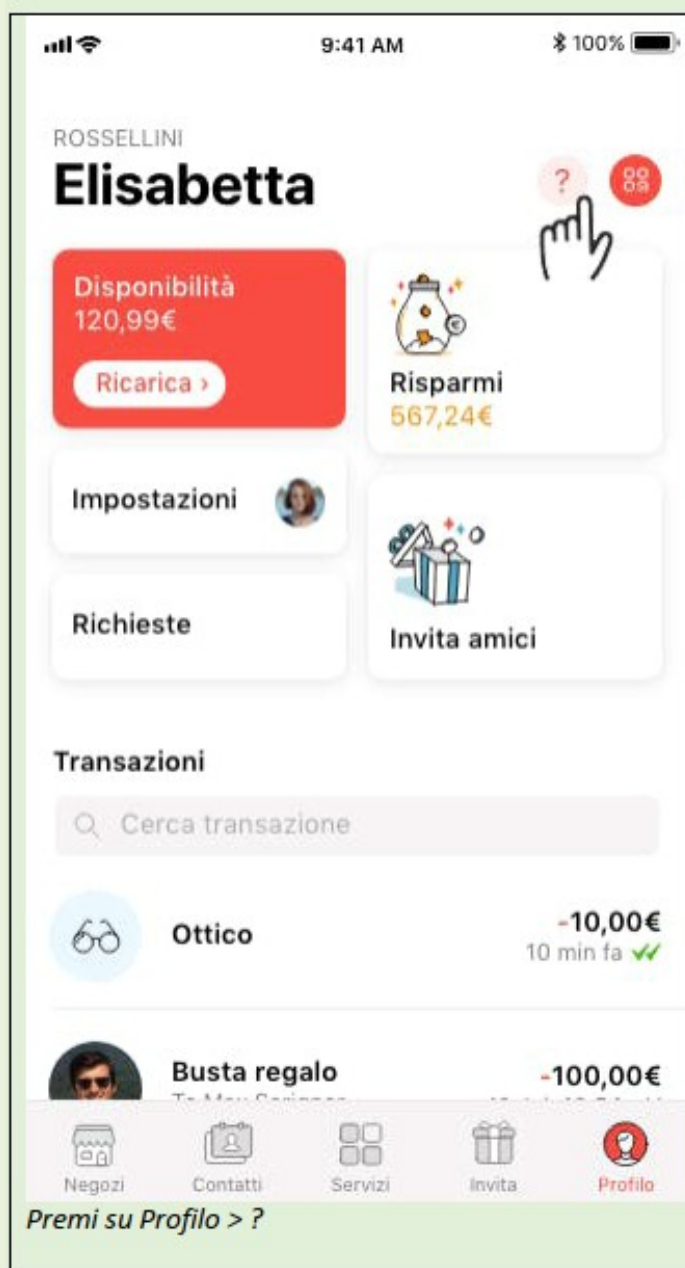 9:41 AM
100%
ROSSELLINI
Elisabetta
?
Disponibilità
120,99€
Ricarica ›
Risparmi
567,24€
Impostazioni
Richieste
Invita amici
Transazioni
Cerca transazione
Ottico
-10,00€
10 min fa
Busta regalo
-100,00€
Negozi
Contatti
Servizi
Invita
Profilo
Premi su Profilo > ?